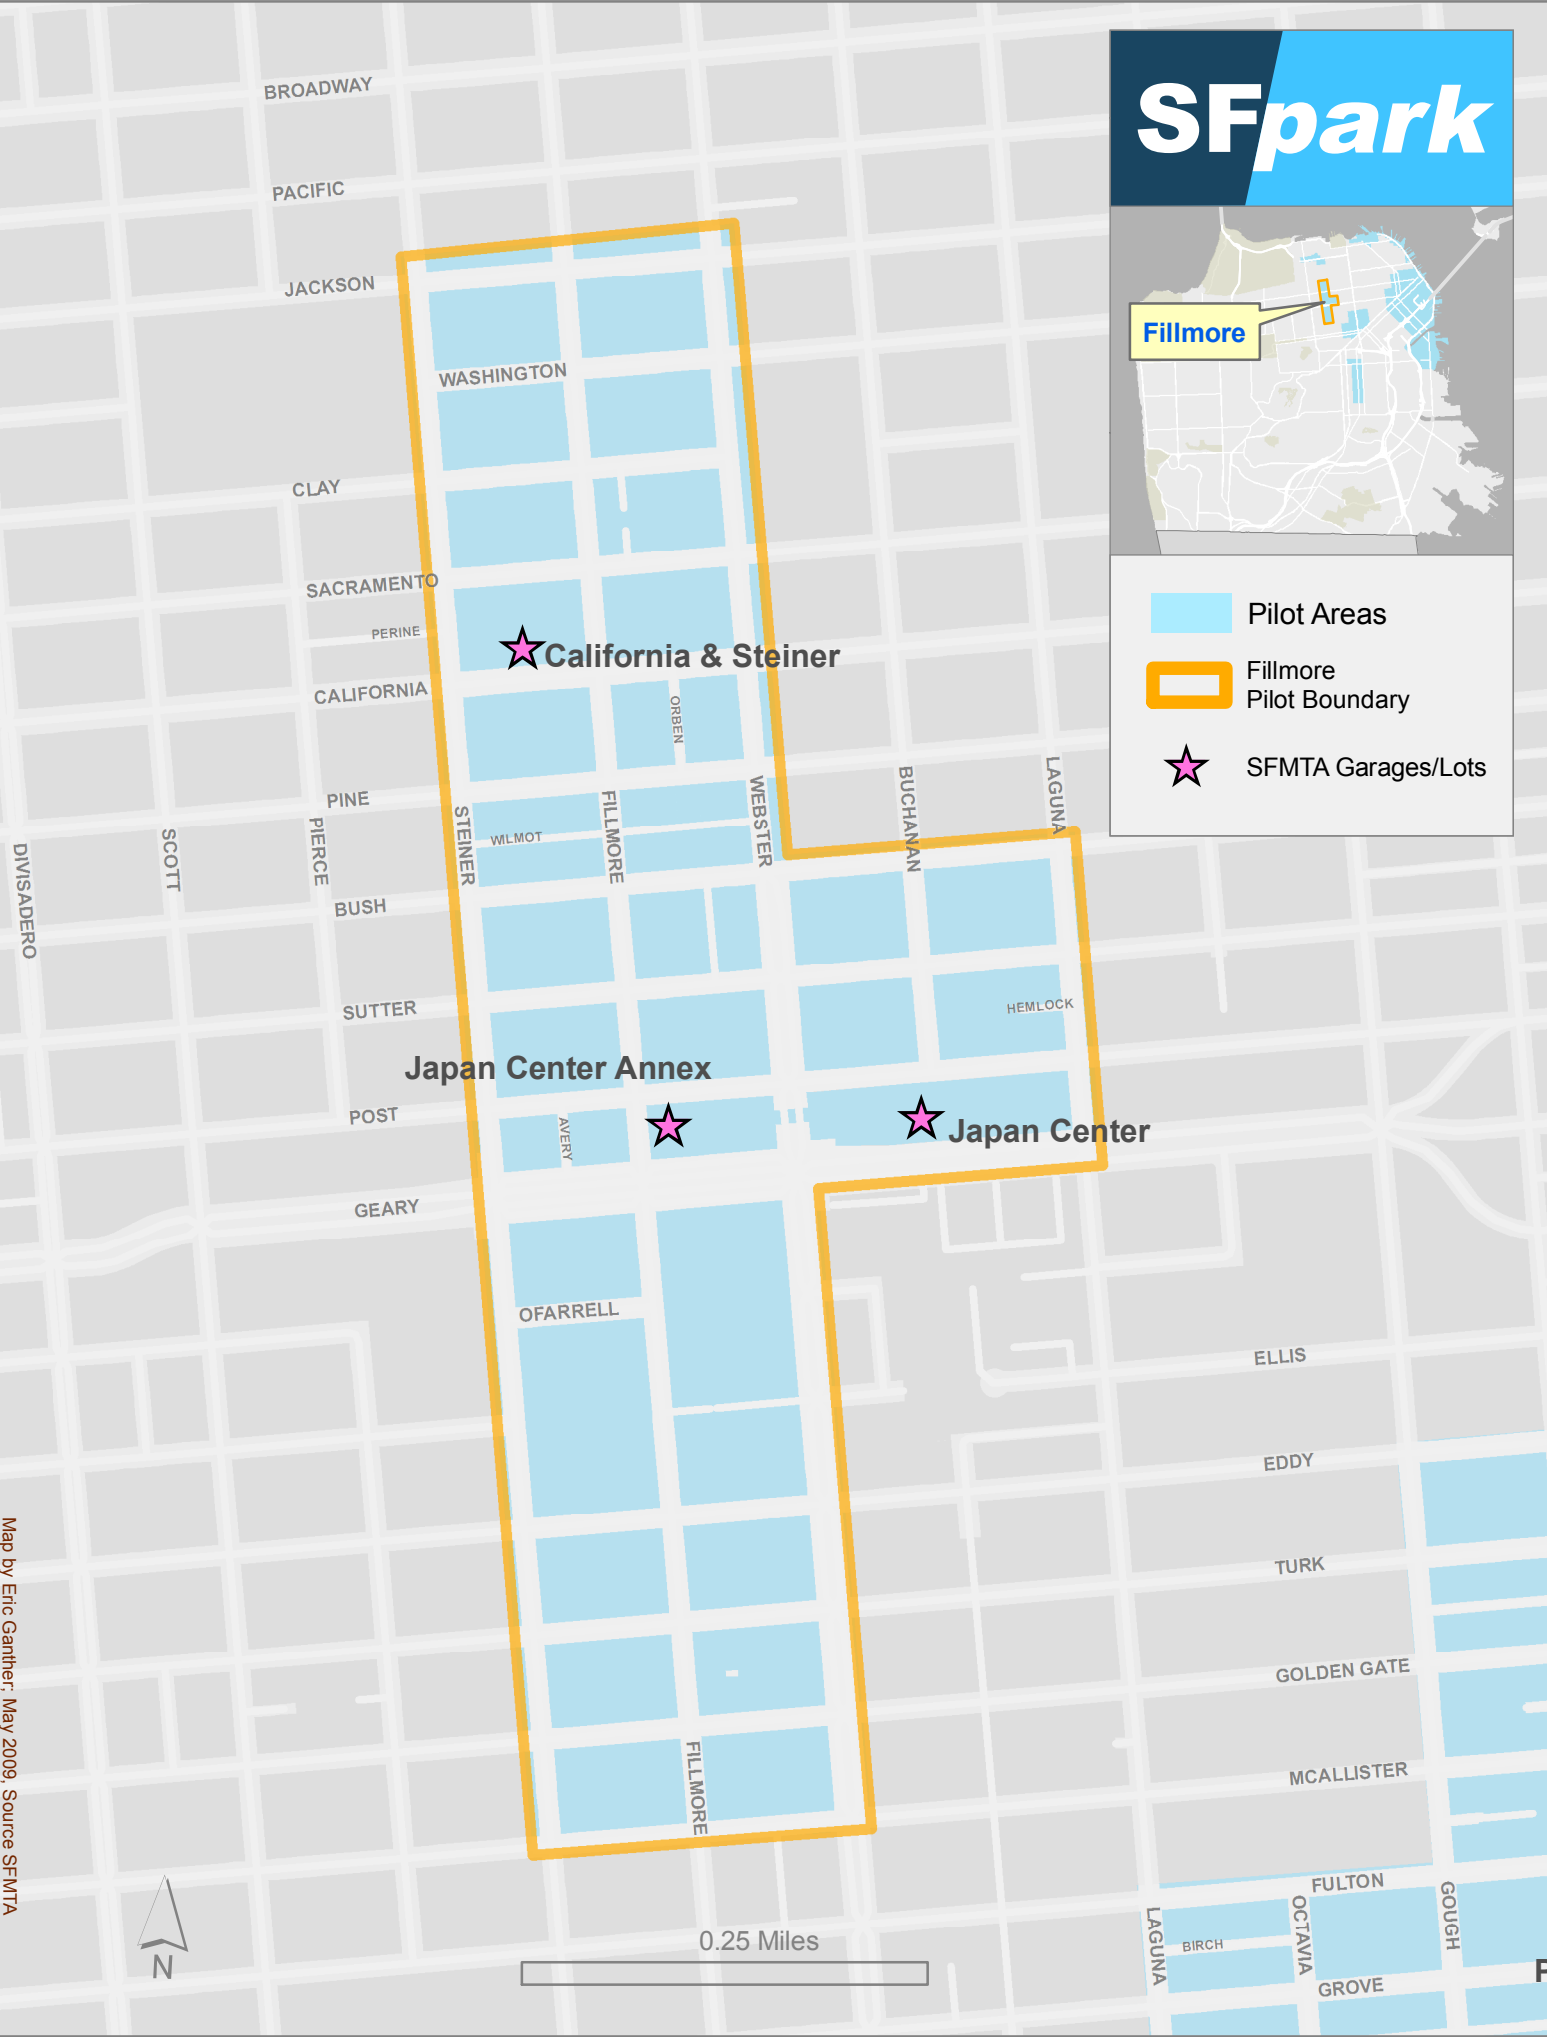 SFpark
BROADWAY
PACIFIC
JACKSON
WASHINGTON
Fillmore
CLAY
SACRAMENTO
PERINE
California & Steiner
CALIFORNIA
ORBEN
Pilot Areas
Fillmore
Pilot Boundary
SFMTA Garages/Lots
PINE
WILMOT
STEINER
FILLMORE
WEBSTER
BUCHANAN
LAGUNA
DIVISADERO
SCOTT
PIERCE
BUSH
SUTTER
HEMLOCK
Japan Center Annex
POST
AVERY
Japan Center
GEARY
OFARRELL
ELLIS
EDDY
TURK
GOLDEN GATE
MCALLISTER
FILLMORE
FULTON
LAGUNA
OCTAVIA
GOUGH
BIRCH
GROVE
P
0.25 Miles
N
Map by Eric Ganther; May 2009, Source SFMTA